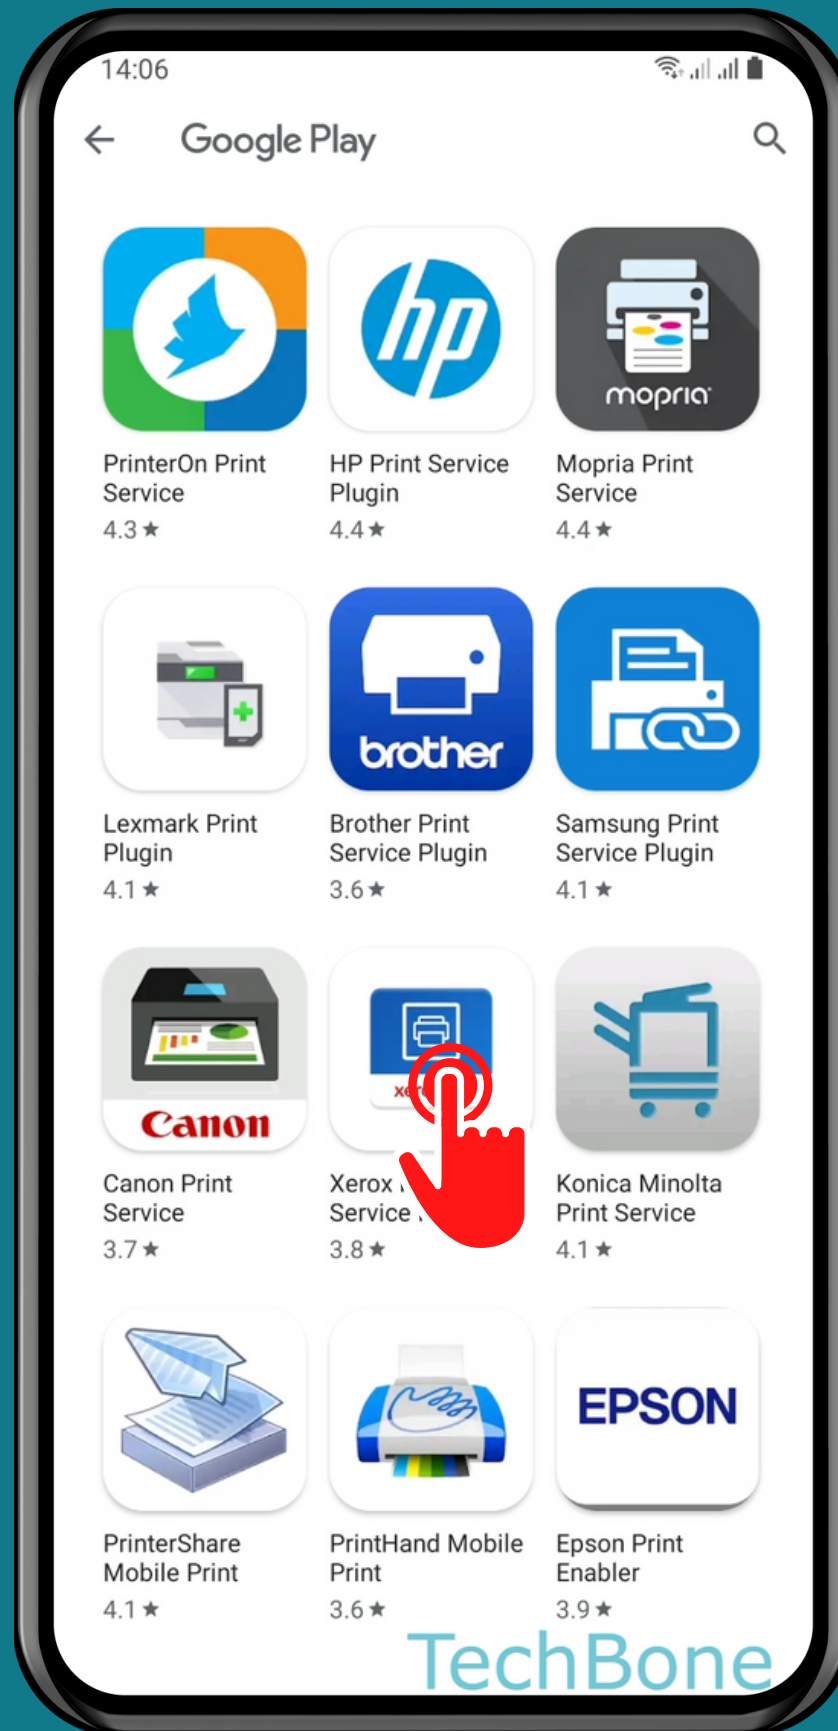 14:06
Google Play
hp
mopria
PrinterOn Print
Service
4.3★
HP Print Service
Plugin
4.4★
Mopria Print
Service
4.4★
brother
Lexmark Print
Plugin
4.1★
Brother Print
Service Plugin
3.6★
Samsung Print
Service Plugin
4.1★
Canon
Canon Print
Service
3.7★
Xerox
Service
3.8★
Konica Minolta
Print Service
4.1★
EPSON
PrinterShare
Mobile Print
4.1★
PrintHand Mobile
Print
3.6★
Epson Print
Enabler
3.9★
TechBone